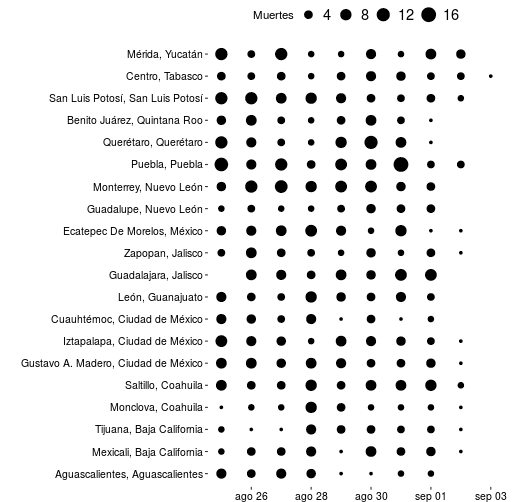 Muertes 4 8 12 16
Mérida, Yucatán
Centro, Tabasco
San Luis Potosí, San Luis Potosí
Benito Juárez, Quintana Roo
Querétaro, Querétaro
Puebla, Puebla
Monterrey, Nuevo León
Guadalupe, Nuevo León
Ecatepec De Morelos, México
Zapopan, Jalisco
Guadalajara, Jalisco
León, Guanajuato
Cuauhtémoc, Ciudad de México
Iztapalapa, Ciudad de México
Gustavo A. Madero, Ciudad de México
Saltillo, Coahuila
Monclova, Coahuila
Tijuana, Baja California
Mexicali, Baja California
Aguascalientes, Aguascalientes
ago 26 ago 28 ago 30 sep 01 sep 03